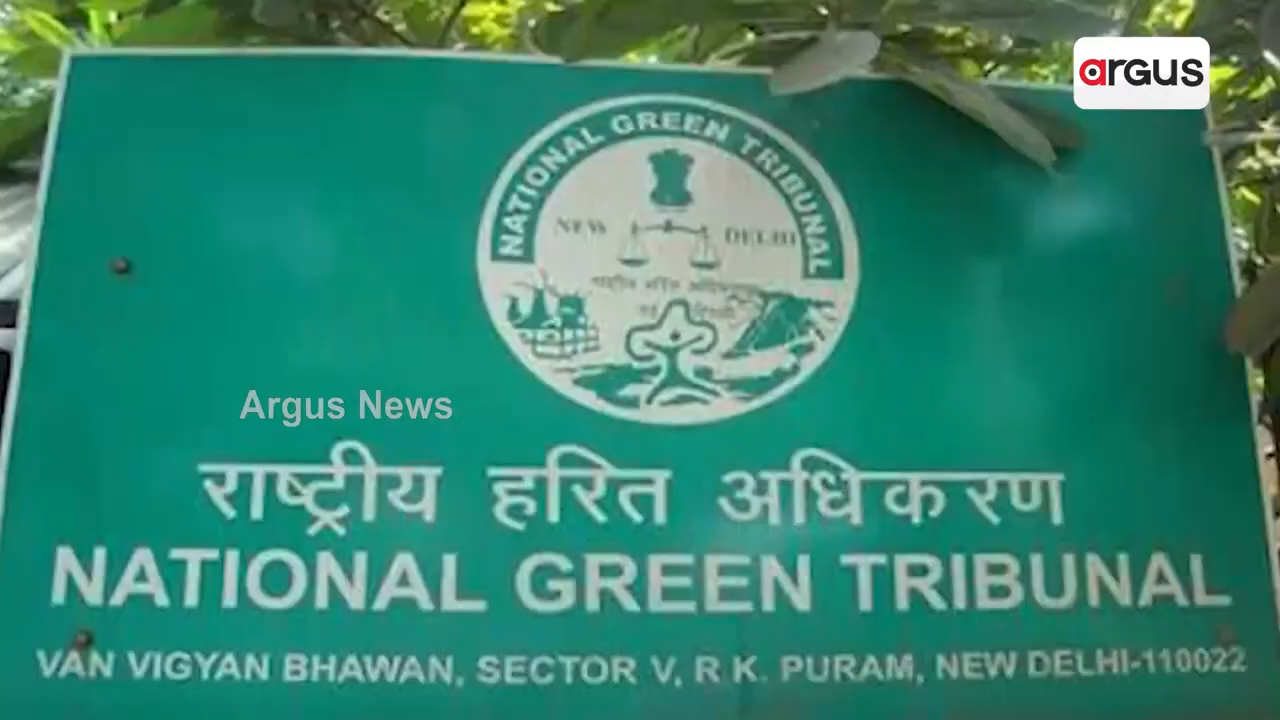 argus
NATIONAL GREEN TRIBUNAL
NEW DELHI
Argus News
राष्ट्रीय हरित अधिकरण
NATIONAL GREEN TRIBUNAL
VAN VIGYAN BHAWAN, SECTOR V, R K. PURAM, NEW DELHI-110022